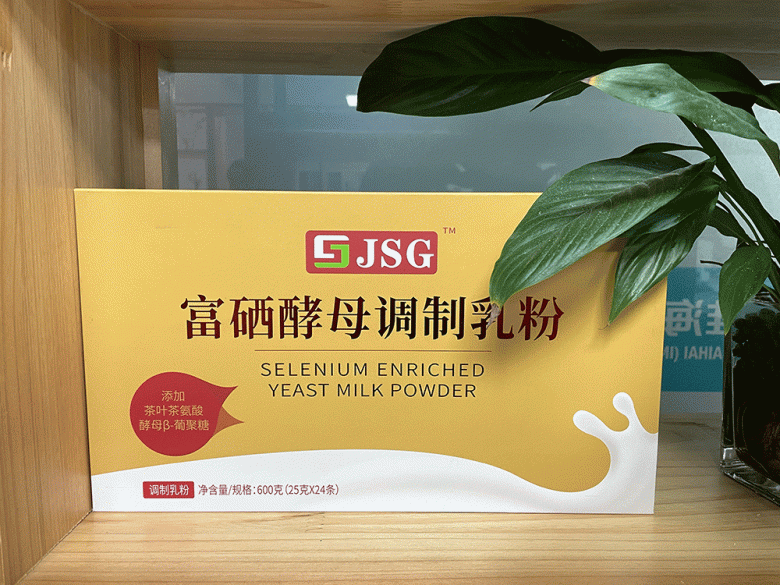 JSG
TM
富硒酵母调制乳粉
SELENIUM ENRICHED
YEAST MILK POWDER
添加
茶叶茶氨酸
酵母β-葡聚糖
调制乳粉 净含量/规格:600克(25克X24条)